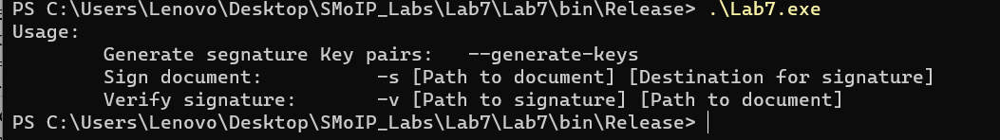 PS C:\Users\Lenovo\Desktop\SMoIP_Labs\Lab7\Lab7\bin\Release> .\Lab7.exe
Usage:
Generate segnature Key pairs: --generate-keys
Sign document: -s [Path to document] [Destination for signature]
Verify signature: -v [Path to signature] [Path to document]
PS C:\Users\Lenovo\Desktop\SMoIP_Labs\Lab7\Lab7\bin\Release>